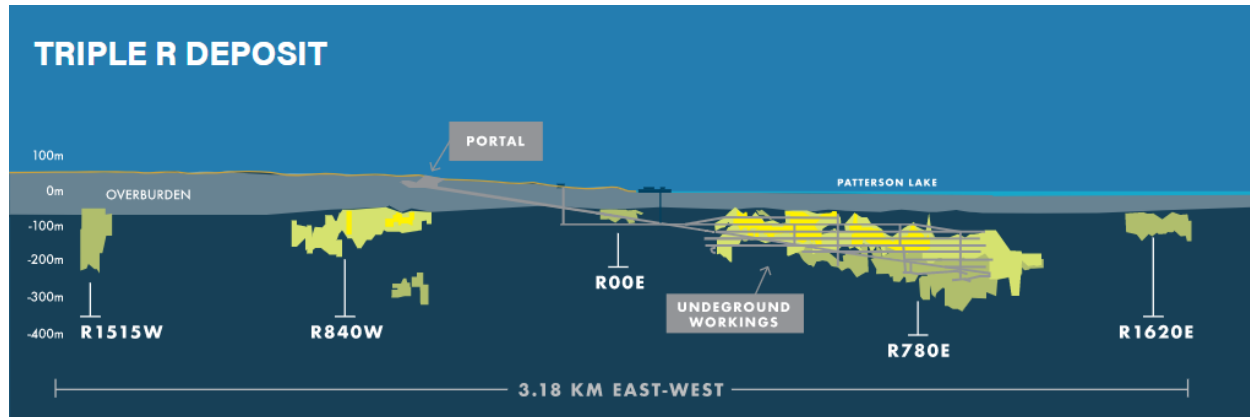 TRIPLE R DEPOSIT
PORTAL
100m
0m
OVERBURDEN
PATTERSON LAKE
-100m
-200m
-300m
-400m
R00E
UNDEGROUND
WORKINGS
R1515W
R840W
R780E
R1620E
3.18 KM EAST-WEST